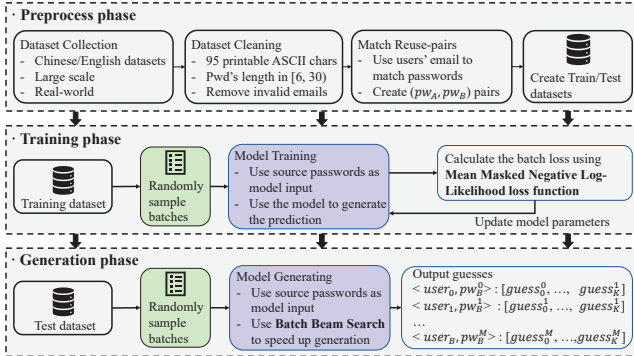 · Preprocess phase
Dataset Collection
- Chinese/English datasets
- Large scale
- Real-world
Dataset Cleaning
- 95 printable ASCII chars
- Pwd's length in [6, 30)
- Remove invalid emails
Match Reuse-pairs
- Use users' email to
match passwords
- Create (pw_A, pw_B) pairs
Create Train/Test
datasets
· Training phase
Training dataset
Randomly
sample
batches
Model Training
- Use source passwords as
model input
- Use the model to generate
the prediction
Calculate the batch loss using
Mean Masked Negative Log-
Likelihood loss function
Update model parameters
· Generation phase
Test dataset
Randomly
sample
batches
Model Generating
- Use source passwords as
model input
- Use Batch Beam Search
to speed up generation
Output guesses
< user_0, pw_B^0 > : [guess_0^0, …, guess_K^1]
< user_1, pw_B^1 > : [guess_0^1, …, guess_K^1]
…
< user_B, pw_B^M > : [guess_0^M, …,guess_K^M]